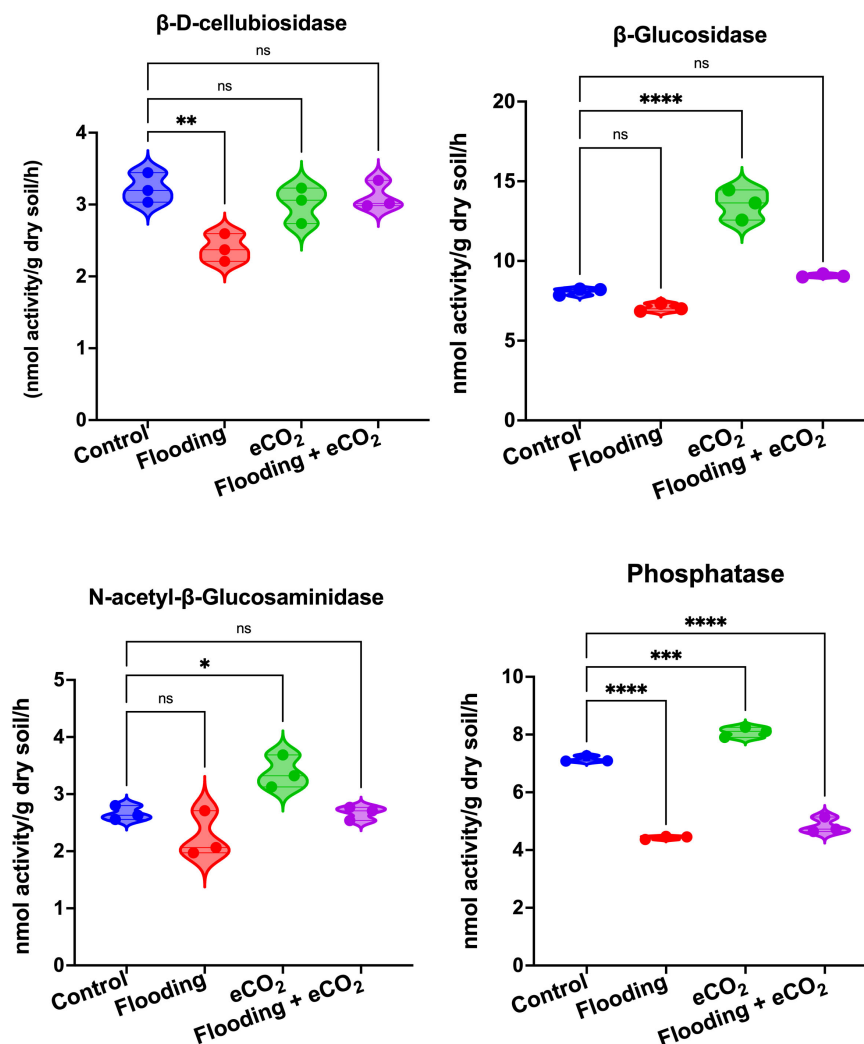 β-D-cellubiosidase
ns
ns
**
(nmol activity/g dry soil/h)
4
3
2
1
0
Control
Flooding
eCO₂
Flooding + eCO₂
β-Glucosidase
ns
****
ns
nmol activity/g dry soil/h
20
15
10
5
0
Control
Flooding
eCO₂
Flooding + eCO₂
N-acetyl-β-Glucosaminidase
ns
*
ns
nmol activity/g dry soil/h
5
4
3
2
1
0
Control
Flooding
eCO₂
Flooding + eCO₂
Phosphatase
****
***
****
nmol activity/g dry soil/h
10
8
6
4
2
0
Control
Flooding
eCO₂
Flooding + eCO₂